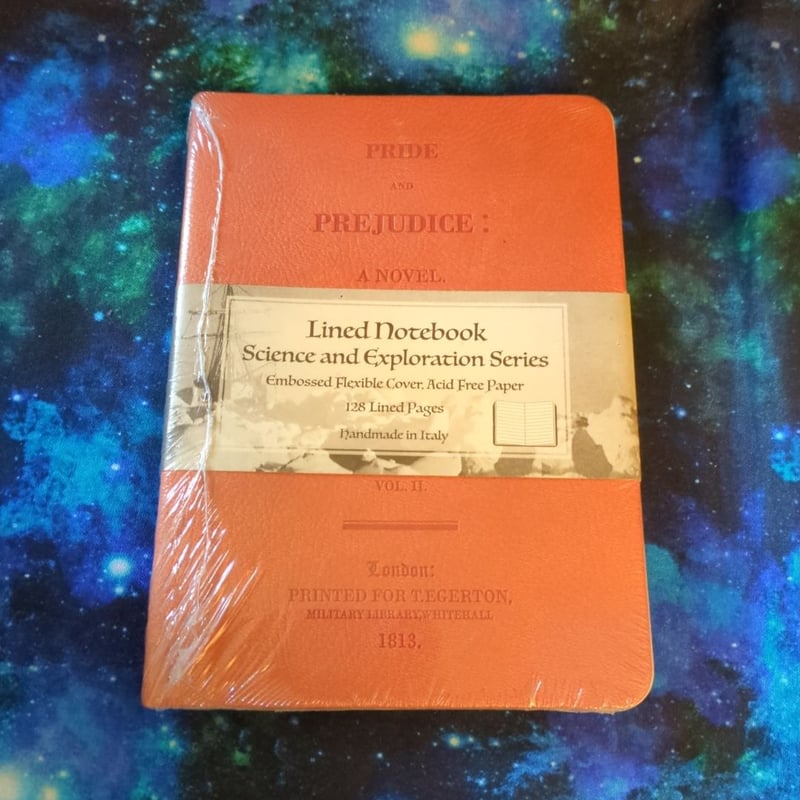 PRIDE
AND
PREJUDICE:
A NOVEL.
Lined Notebook
Science and Exploration Series
Embossed Flexible Cover, Acid Free Paper
128 Lined Pages
Handmade in Italy
VOL. II.
London:
PRINTED FOR T.EGERTON,
MILITARY LIBRARY,WHITEHALL
1813.